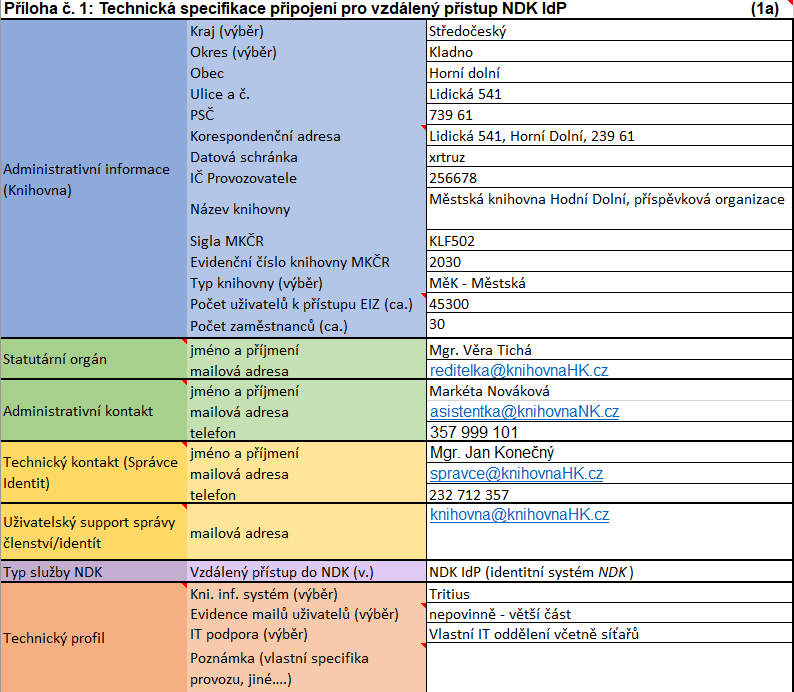 Příloha č. 1: Technická specifikace připojení pro vzdálený přístup NDK IdP (1a)
Administrativní informace
(Knihovna)
Kraj (výběr) Středočeský
Okres (výběr) Kladno
Obec Horní dolní
Ulice a č. Lidická 541
PSČ 739 61
Korespondenční adresa Lidická 541, Horní Dolní, 239 61
Datová schránka xrtruz
IČ Provozovatele 256678
Název knihovny Městská knihovna Hodní Dolní, příspěvková organizace
Sigla MKČR KLF502
Evidenční číslo knihovny MKČR 2030
Typ knihovny (výběr) MěK - Městská
Počet uživatelů k přístupu EIZ (ca.) 45300
Počet zaměstnanců (ca.) 30
Statutární orgán
jméno a příjmení Mgr. Věra Tichá
mailová adresa reditelka@knihovnaHK.cz
Administrativní kontakt
jméno a příjmení Markéta Nováková
mailová adresa asistentka@knihovnaNK.cz
telefon 357 999 101
Technický kontakt (Správce
Identit)
jméno a příjmení Mgr. Jan Konečný
mailová adresa spravce@knihovnaHK.cz
telefon 232 712 357
Uživatelský support správy
členství/identít
mailová adresa knihovna@knihovnaHK.cz
Typ služby NDK Vzdálený přístup do NDK (v.) NDK IdP (identitní systém NDK )
Technický profil
Kni. inf. systém (výběr) Tritius
Evidence mailů uživatelů (výběr) nepovinně - větší část
IT podpora (výběr) Vlastní IT oddělení včetně síťařů
Poznámka (vlastní specifika
provozu, jiné....)